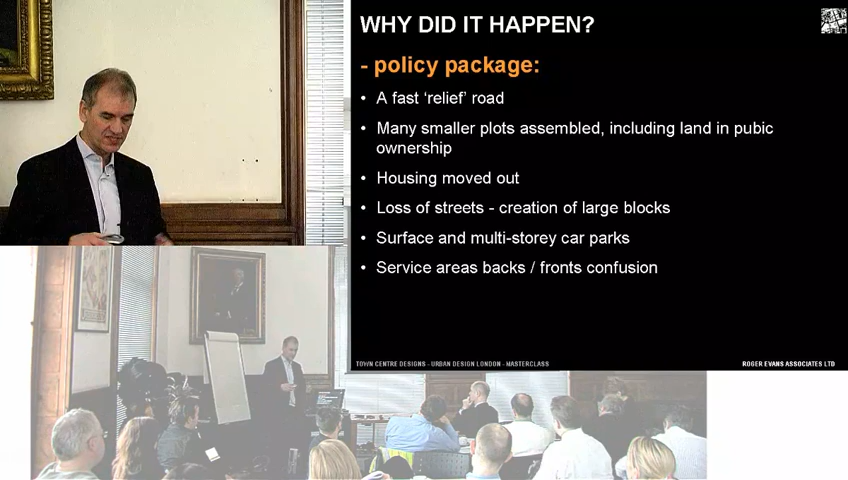 WHY DID IT HAPPEN?
- policy package:
• A fast ‘relief’ road
• Many smaller plots assembled, including land in pubic
ownership
• Housing moved out
• Loss of streets - creation of large blocks
• Surface and multi-storey car parks
• Service areas backs / fronts confusion
TOWN CENTRE DESIGNS - URBAN DESIGN LONDON - MASTERCLASS
ROGER EVANS ASSOCIATES LTD